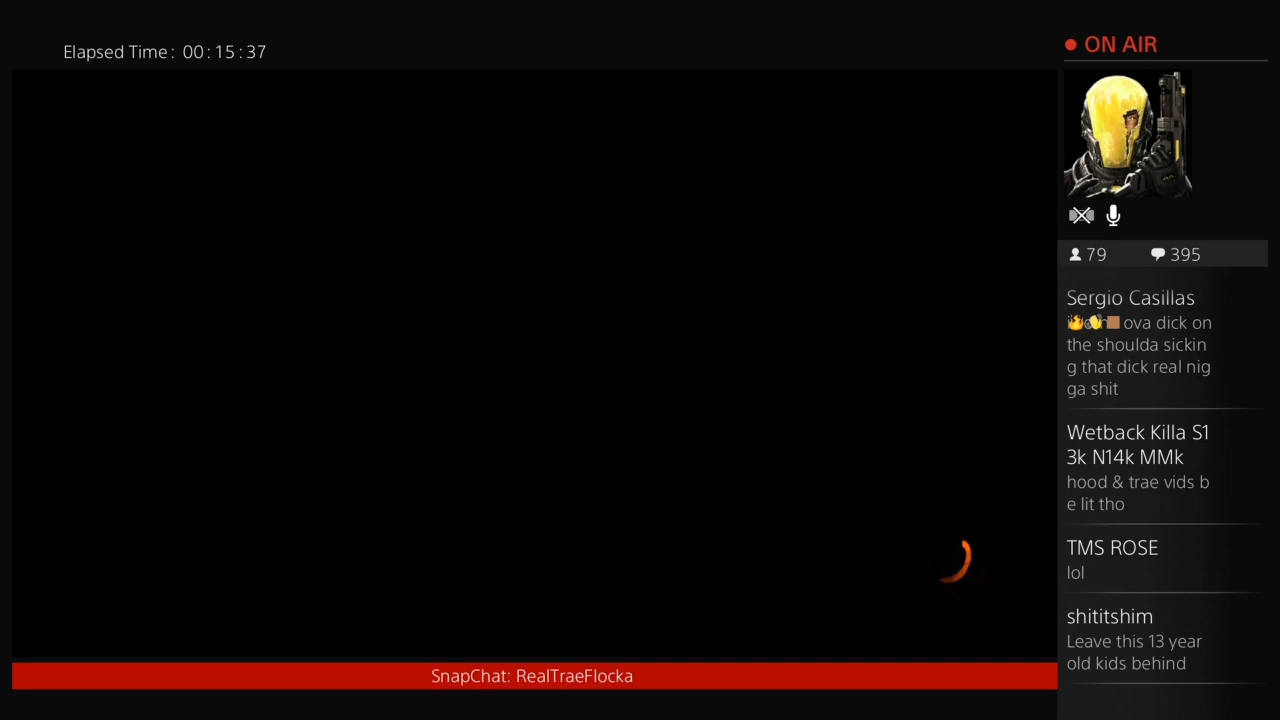 Elapsed Time: 00:15:37
ON AIR
79 395
Sergio Casillas
ova dick on
the shoulda sickin
g that dick real nig
ga shit
Wetback Killa S1
3k N14k MMk
hood & trae vids b
e lit tho
TMS ROSE
lol
shititshim
Leave this 13 year
old kids behind
SnapChat: RealTraeFlocka